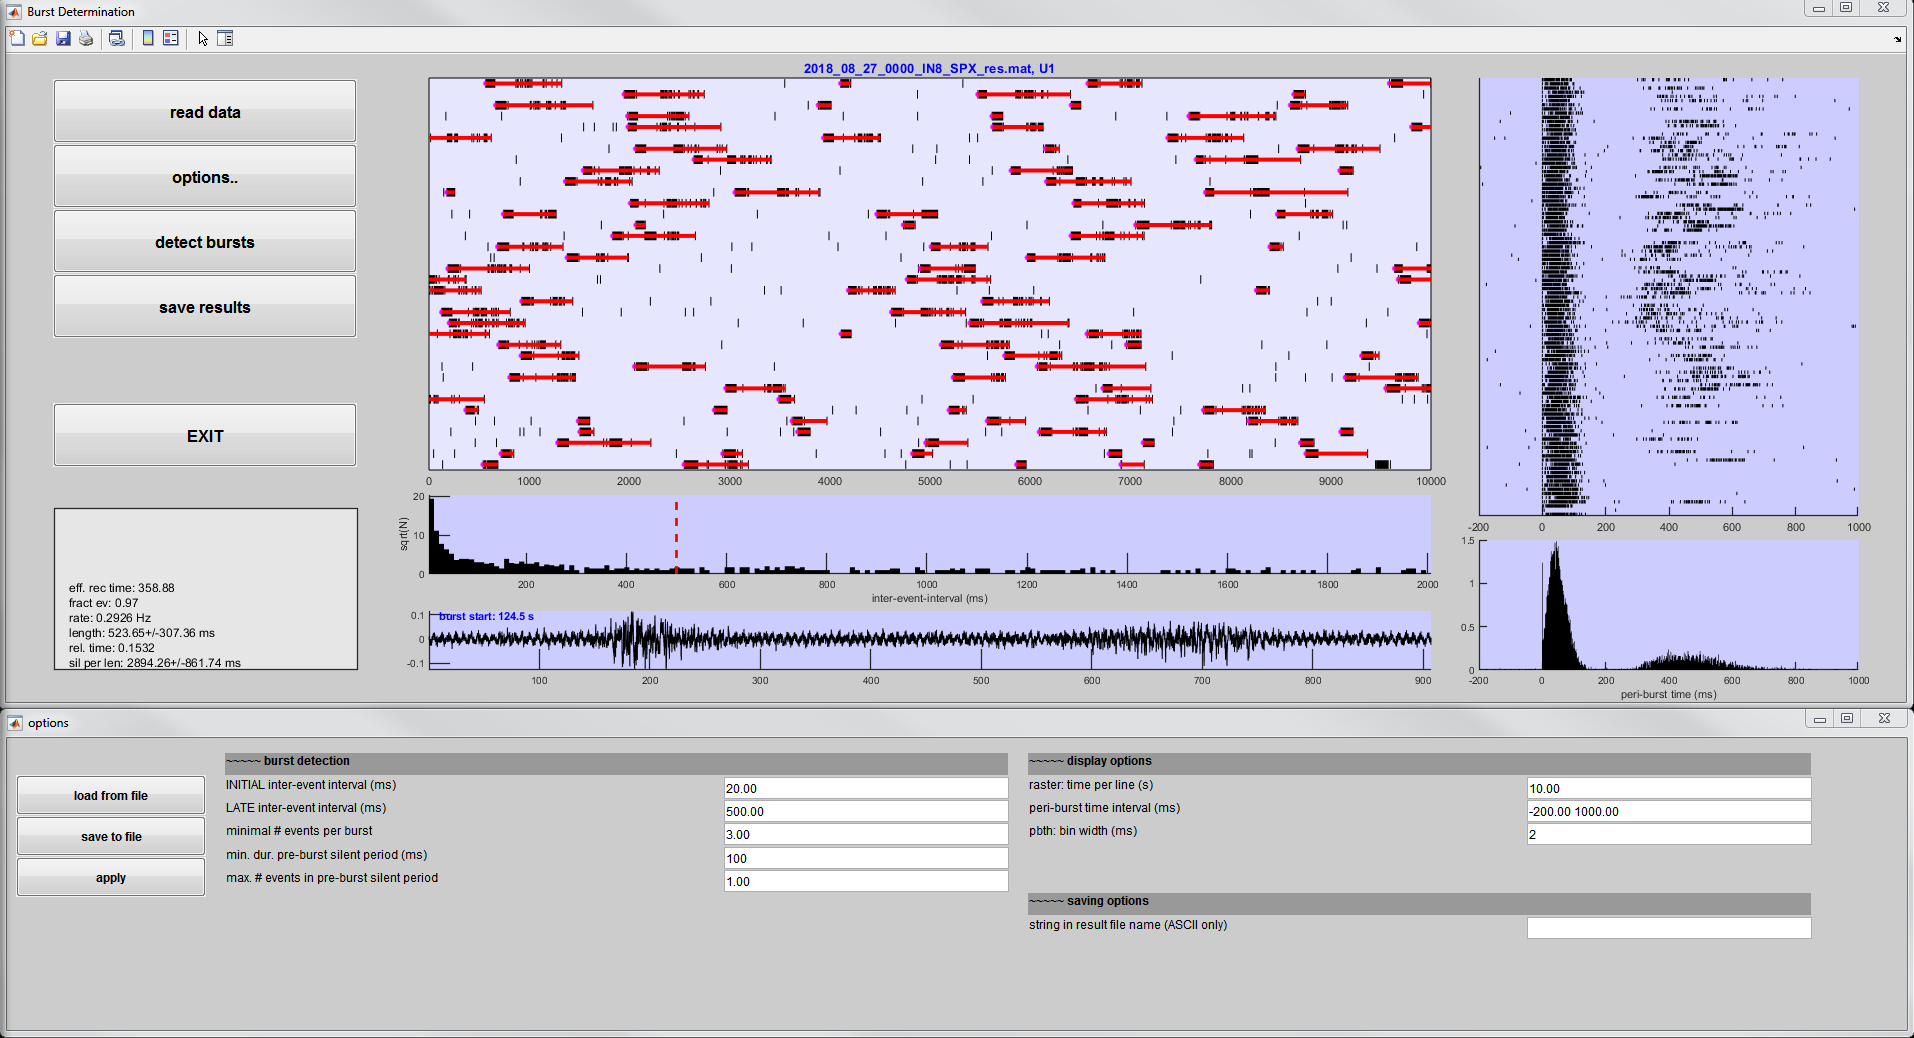 Burst Determination
read data
options..
detect bursts
save results
EXIT
eff. rec time: 358.88
fract ev: 0.97
rate: 0.2926 Hz
length: 523.65+/-307.36 ms
rel. time: 0.1532
sil per len: 2894.26+/-861.74 ms
2018_08_27_0000_IN8_SPX_res.mat, U1
0 1000 2000 3000 4000 5000 6000 7000 8000 9000 10000
sqrt(N)
20
10
0
200 400 600 800 1000 1200 1400 1600 1800 2000
inter-event-interval (ms)
burst start: 124.5 s
0.1
0
-0.1
100 200 300 400 500 600 700 800 900
-200 0 200 400 600 800 1000
1.5
1
0.5
0
-200 0 200 400 600 800 1000
peri-burst time (ms)
options
load from file
save to file
apply
~~~~~ burst detection
INITIAL inter-event interval (ms) 20.00
LATE inter-event interval (ms) 500.00
minimal # events per burst 3.00
min. dur. pre-burst silent period (ms) 100
max. # events in pre-burst silent period 1.00
~~~~~ display options
raster: time per line (s) 10.00
peri-burst time interval (ms) -200.00 1000.00
pbth: bin width (ms) 2
~~~~~ saving options
string in result file name (ASCII only)